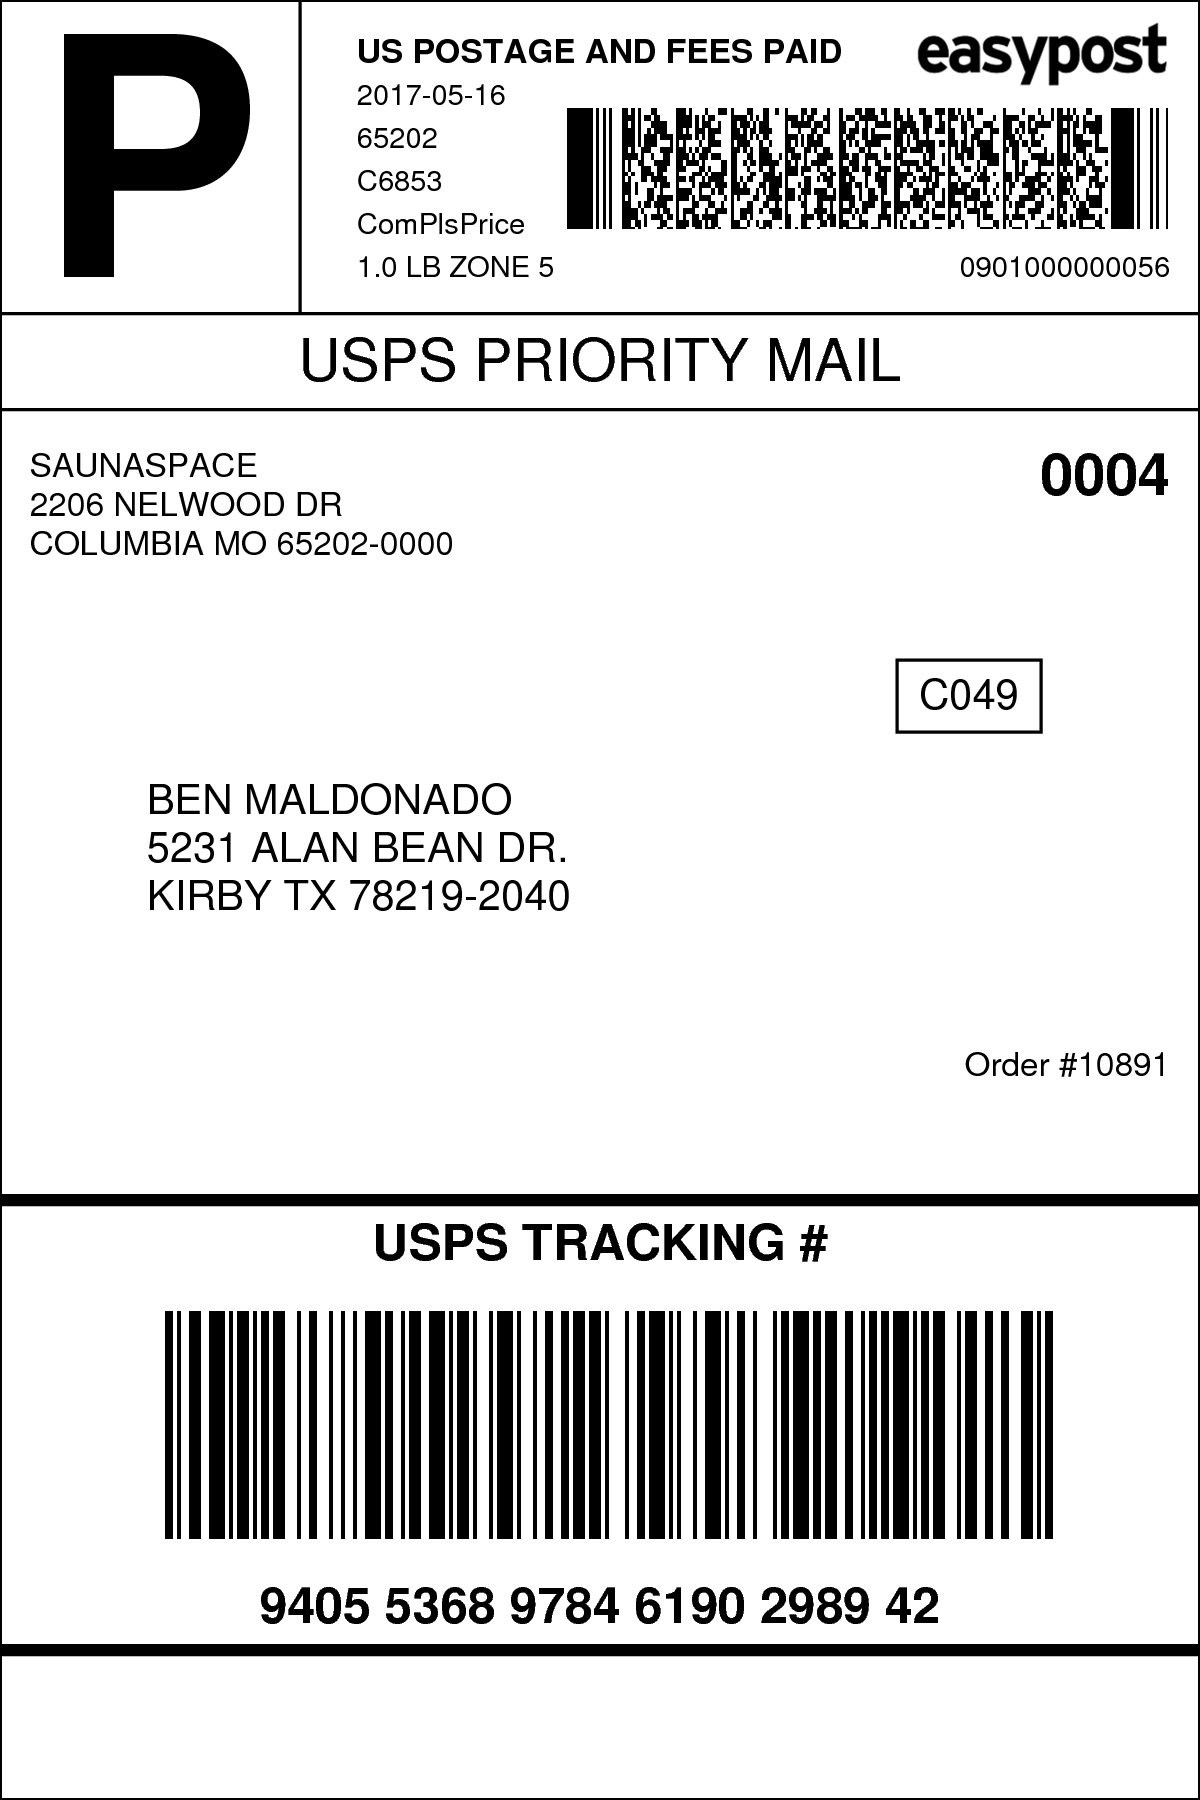 P
US POSTAGE AND FEES PAID
easypost
2017-05-16
65202
C6853
ComPlsPrice
1.0 LB ZONE 5
0901000000056
USPS PRIORITY MAIL
SAUNASPACE
2206 NELWOOD DR
COLUMBIA MO 65202-0000
0004
C049
BEN MALDONADO
5231 ALAN BEAN DR.
KIRBY TX 78219-2040
Order #10891
USPS TRACKING #
9405 5368 9784 6190 2989 42